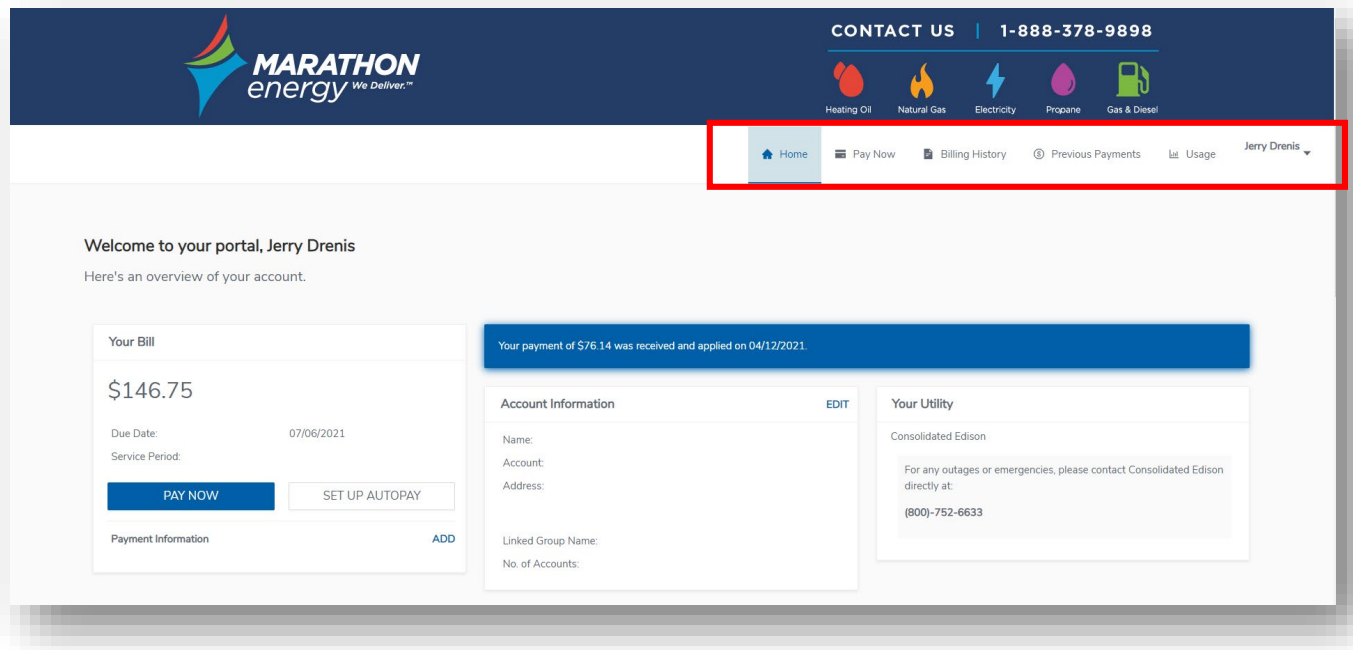 CONTACT US | 1-888-378-9898
MARATHON
energy We Deliver.™
Heating Oil Natural Gas Electricity Propane Gas & Diesel
Home Pay Now Billing History Previous Payments Usage Jerry Drenis
Welcome to your portal, Jerry Drenis
Here's an overview of your account.
Your Bill
$146.75
Due Date: 07/06/2021
Service Period:
PAY NOW SET UP AUTOPAY
Payment Information ADD
Your payment of $76.14 was received and applied on 04/12/2021.
Account Information EDIT
Name:
Account:
Address:
Linked Group Name:
No. of Accounts:
Your Utility
Consolidated Edison
For any outages or emergencies, please contact Consolidated Edison
directly at:
(800)-752-6633